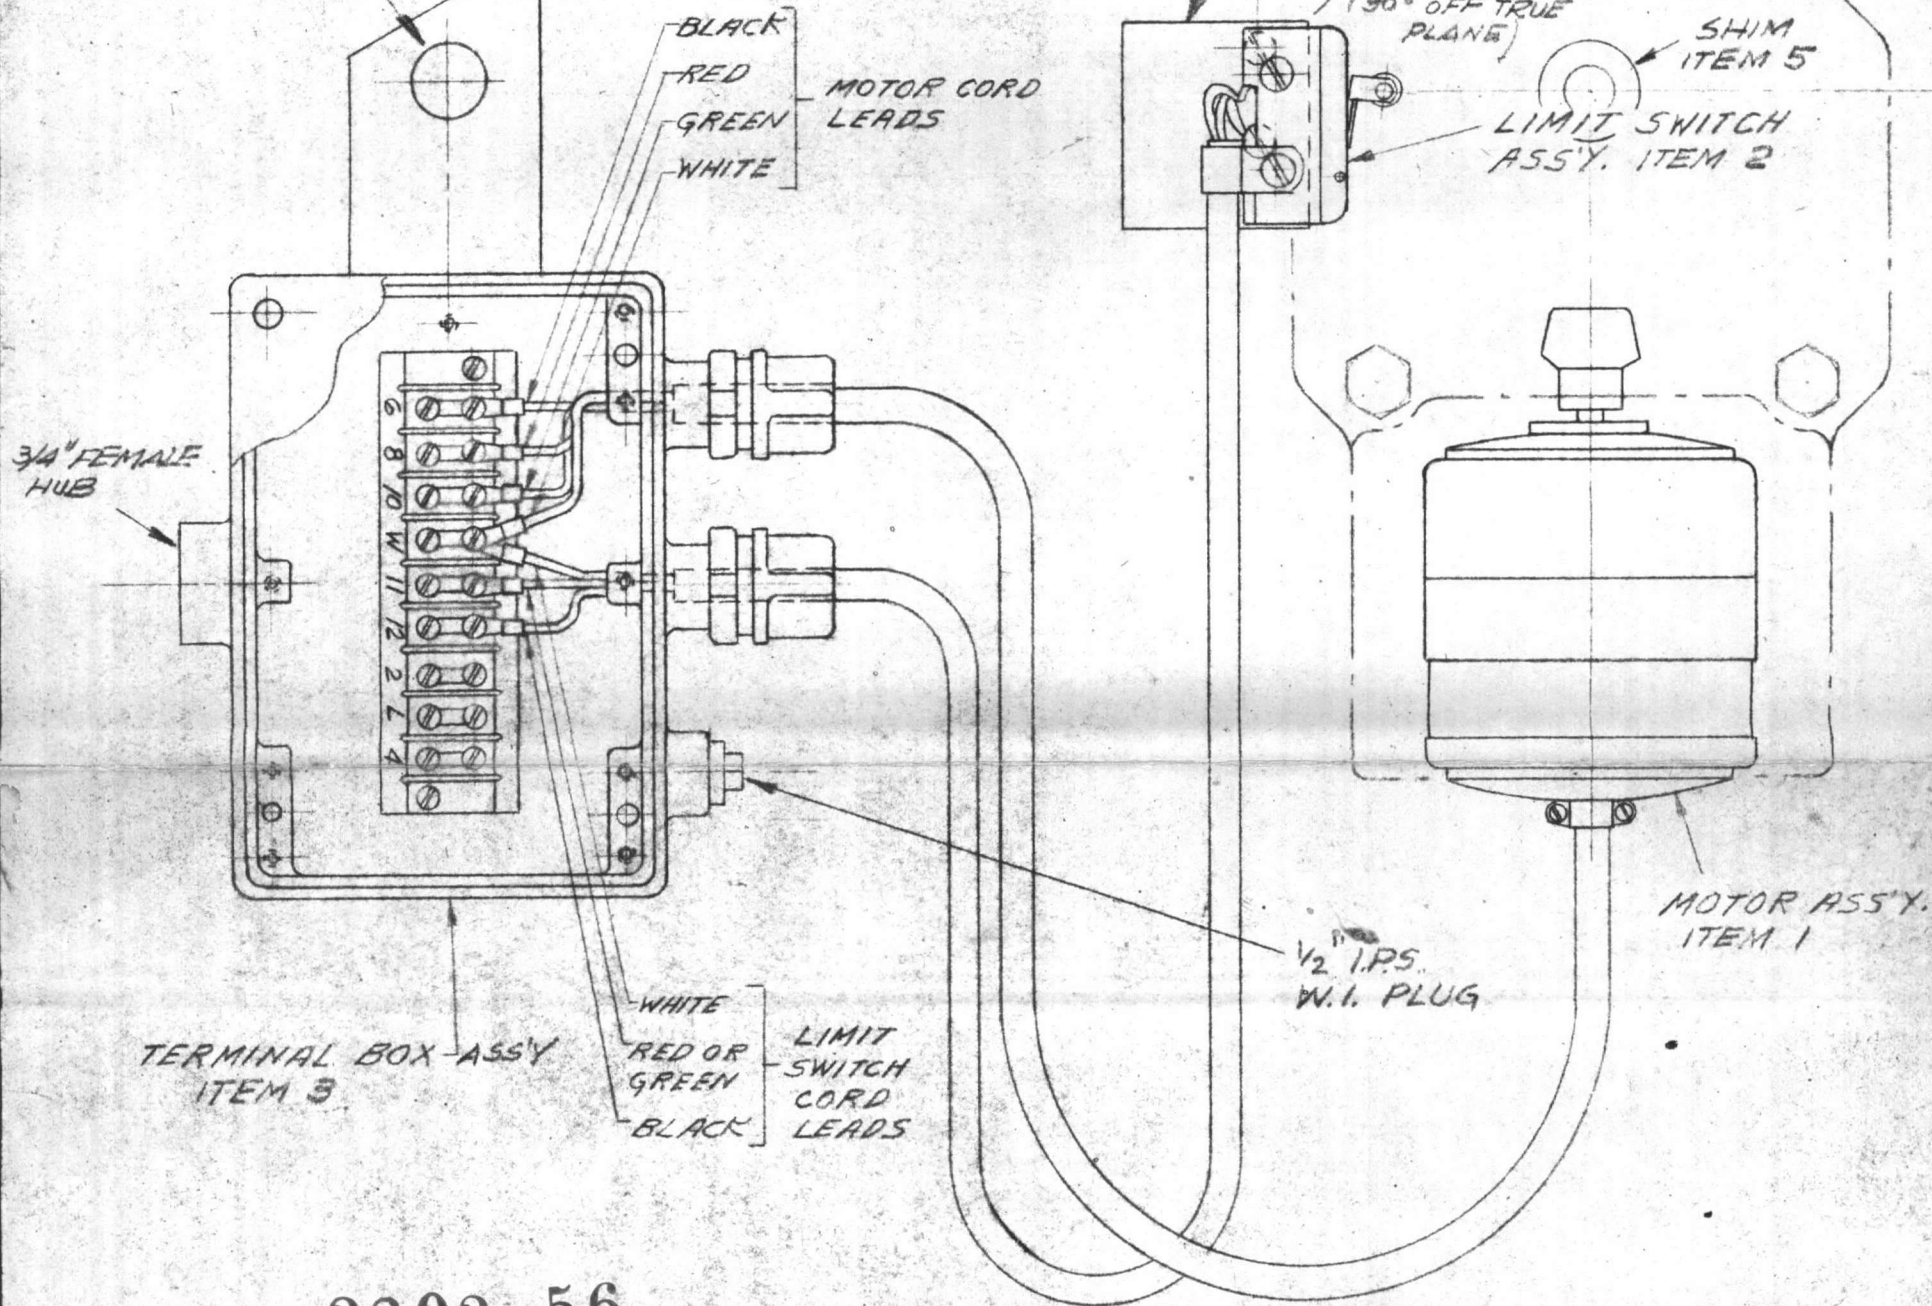 BLACK
RED
GREEN
WHITE
MOTOR CORD
LEADS
(90° OFF TRUE
PLANE)
SHIM
ITEM 5
LIMIT SWITCH
ASS'Y. ITEM 2
3/4" FEMALE
HUB
6
8
10
W
11
12
2
L
4
MOTOR ASS'Y.
ITEM 1
1/2" I.P.S.
W.I. PLUG
TERMINAL BOX ASS'Y
ITEM 3
WHITE
RED OR
GREEN
BLACK
LIMIT
SWITCH
CORD
LEADS